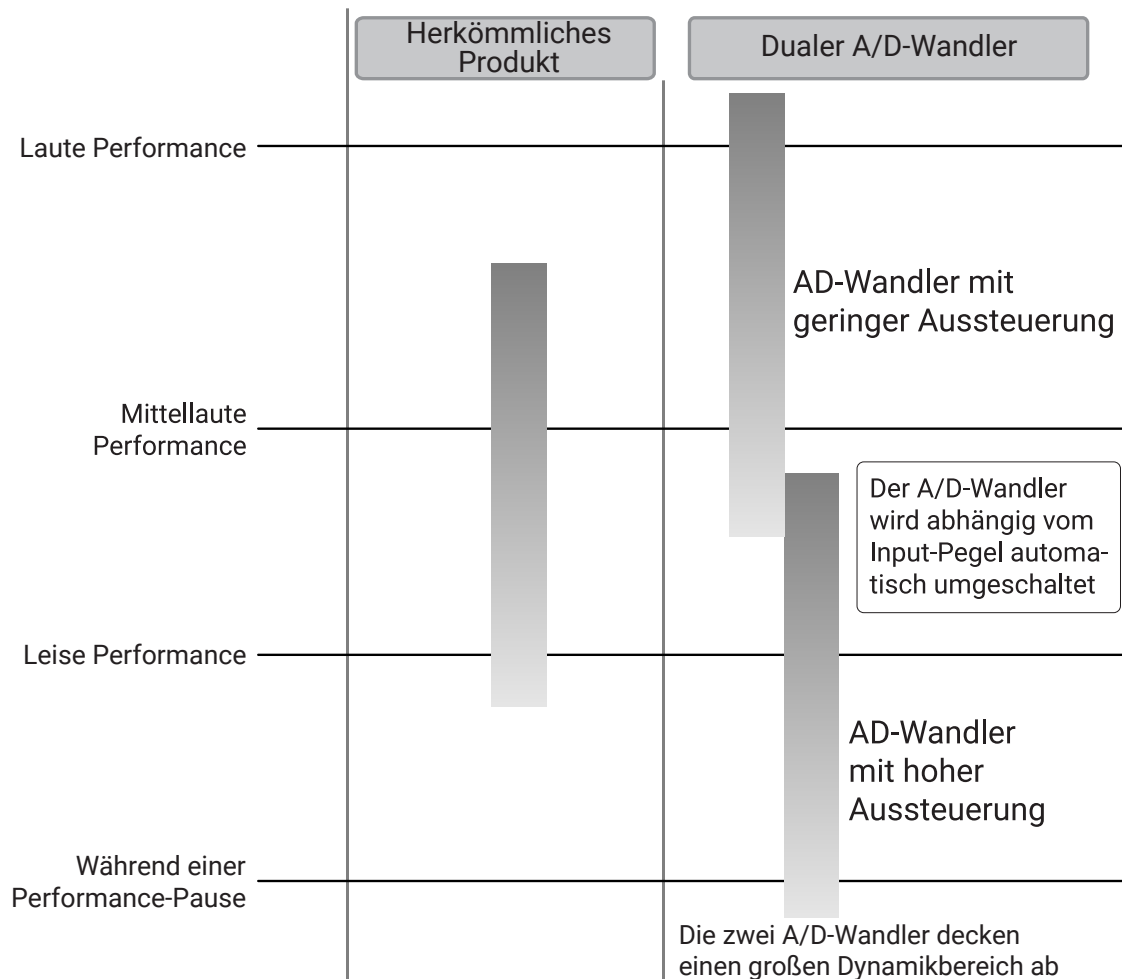 Herkömmliches
Produkt
Dualer A/D-Wandler
Laute Performance
AD-Wandler mit
geringer Aussteuerung
Mittellaute
Performance
Der A/D-Wandler
wird abhängig vom
Input-Pegel automa-
tisch umgeschaltet
Leise Performance
AD-Wandler
mit hoher
Aussteuerung
Während einer
Performance-Pause
Die zwei A/D-Wandler decken
einen großen Dynamikbereich ab